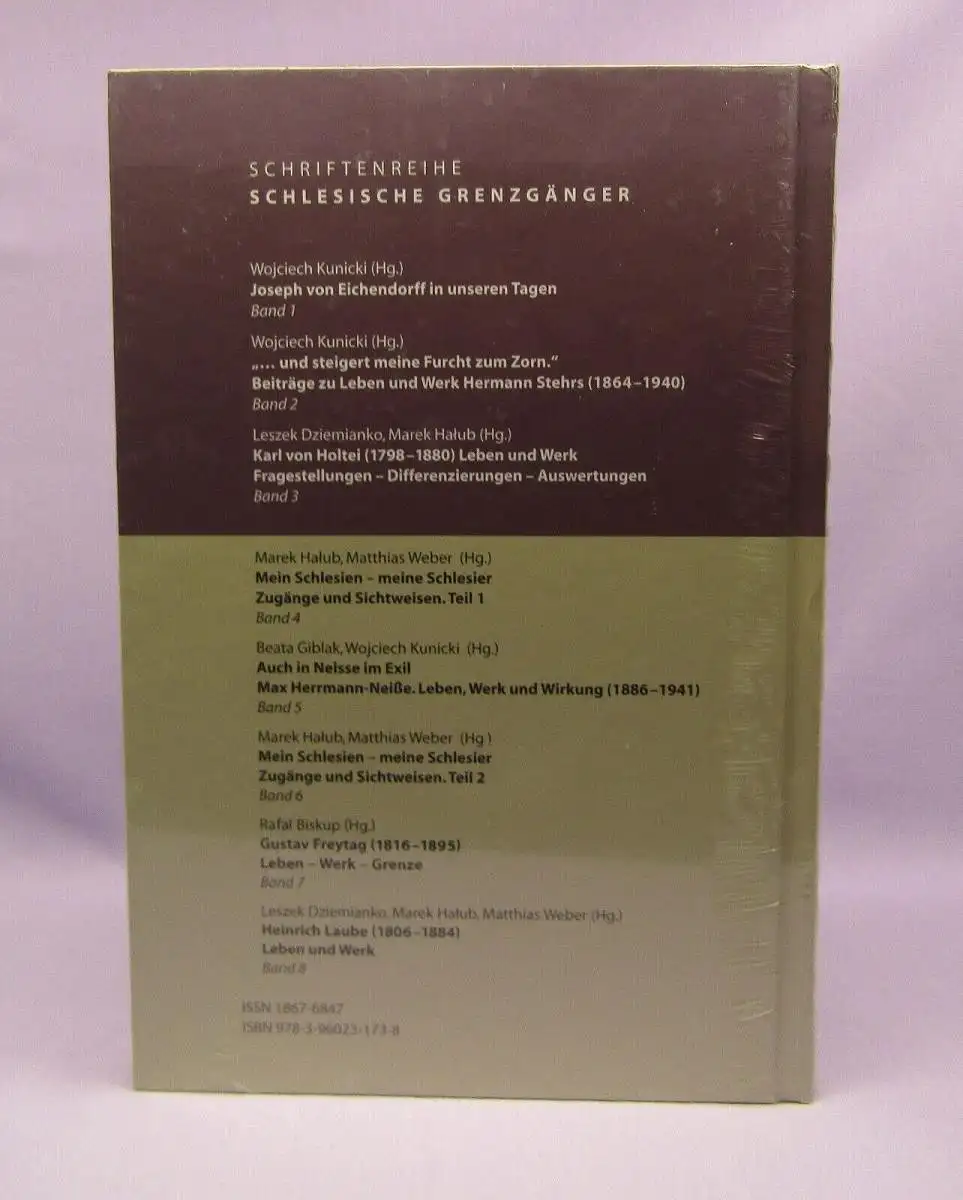 SCHRIFTENREIHE
SCHLESISCHE GRENZGÄNGER
Wojciech Kunicki (Hg.)
Joseph von Eichendorff in unseren Tagen
Band 1
Wojciech Kunicki (Hg.)
„… und steigert meine Furcht zum Zorn.“
Beiträge zu Leben und Werk Hermann Stehrs (1864–1940)
Band 2
Leszek Dziemianko, Marek Hałub (Hg.)
Karl von Holtei (1798–1880) Leben und Werk
Fragestellungen – Differenzierungen – Auswertungen
Band 3
Marek Hałub, Matthias Weber (Hg.)
Mein Schlesien – meine Schlesier
Zugänge und Sichtweisen. Teil 1
Band 4
Beata Giblak, Wojciech Kunicki (Hg.)
Auch in Neisse im Exil
Max Herrmann-Neiße. Leben, Werk und Wirkung (1886–1941)
Band 5
Marek Hałub, Matthias Weber (Hg.)
Mein Schlesien – meine Schlesier
Zugänge und Sichtweisen. Teil 2
Band 6
Rafał Biskup (Hg.)
Gustav Freytag (1816–1895)
Leben – Werk – Grenze
Band 7
Leszek Dziemianko, Marek Hałub, Matthias Weber (Hg.)
Heinrich Laube (1806–1884)
Leben und Werk
Band 8
ISSN 1867-6847
ISBN 978-3-96023-173-8